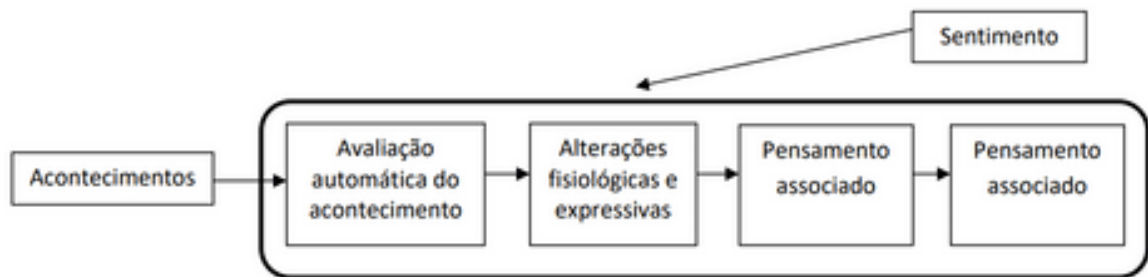 Sentimento
Acontecimentos
Avaliação
automática do
acontecimento
Alterações
fisiológicas e
expressivas
Pensamento
associado
Pensamento
associado